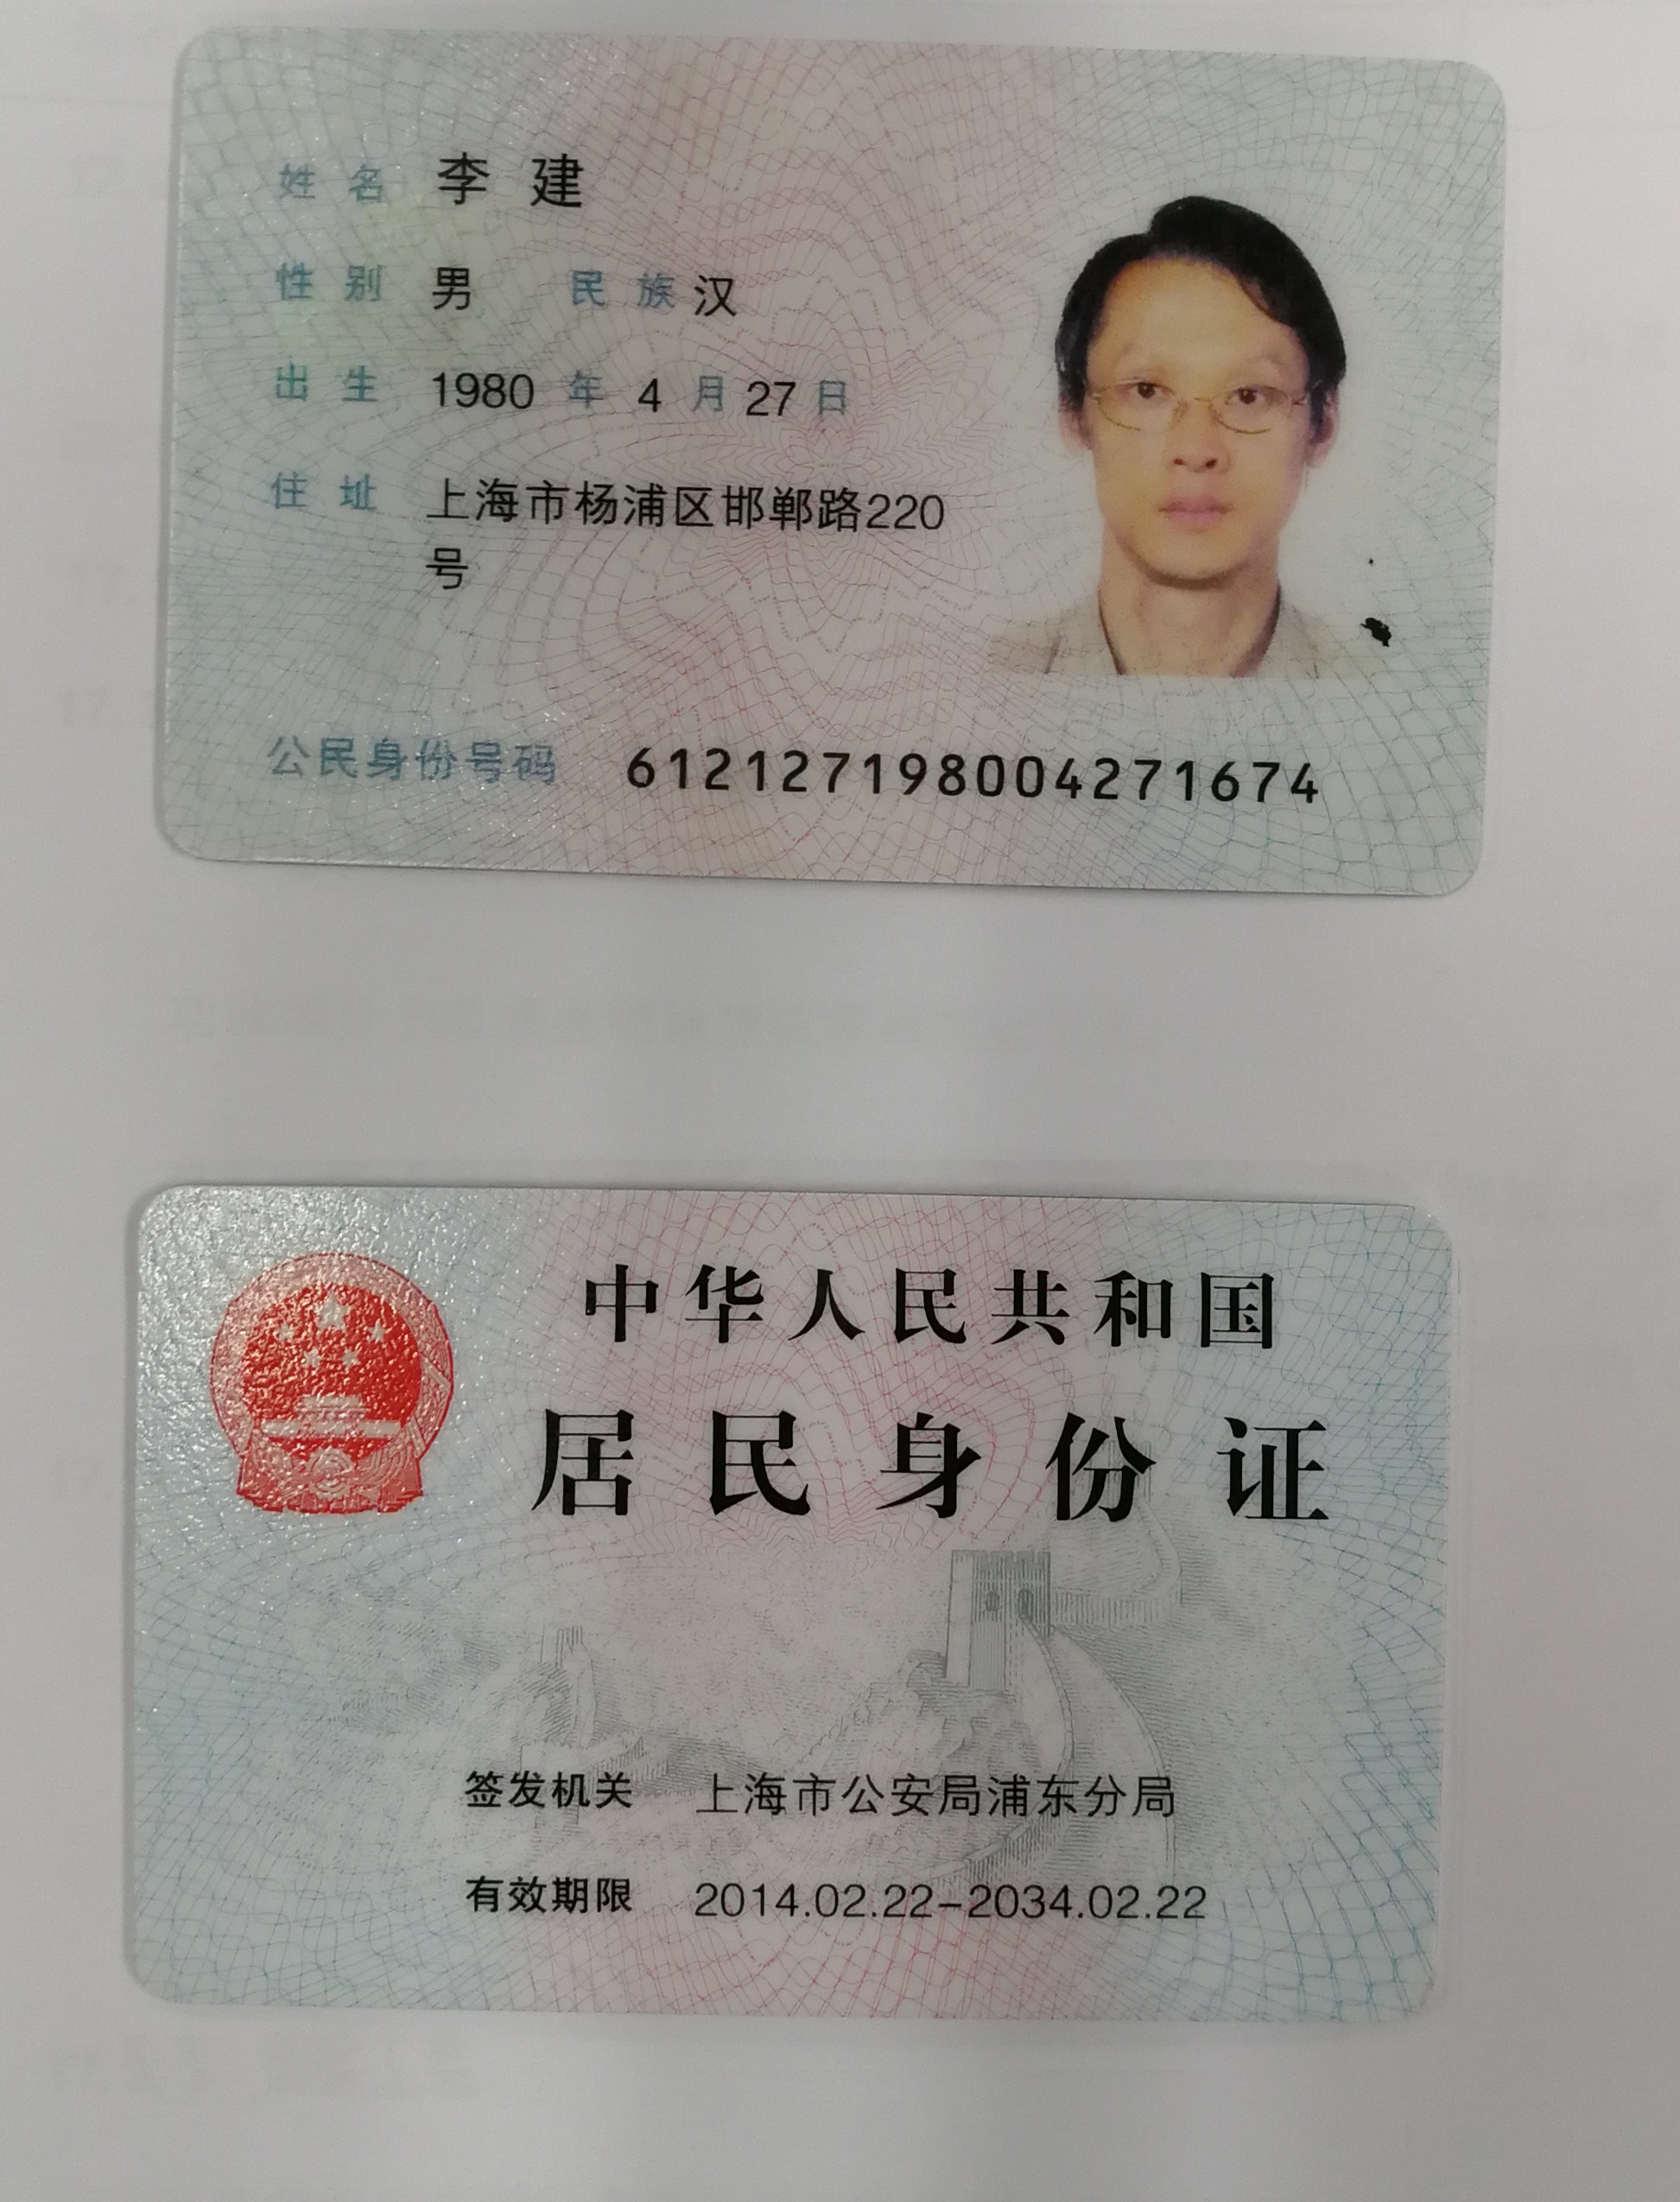 姓名 李建
性别 男 民族 汉
出生 1980 年 4 月 27 日
住址 上海市杨浦区邯郸路220
号
公民身份号码 612127198004271674
中华人民共和国
居民身份证
签发机关 上海市公安局浦东分局
有效期限 2014.02.22-2034.02.22